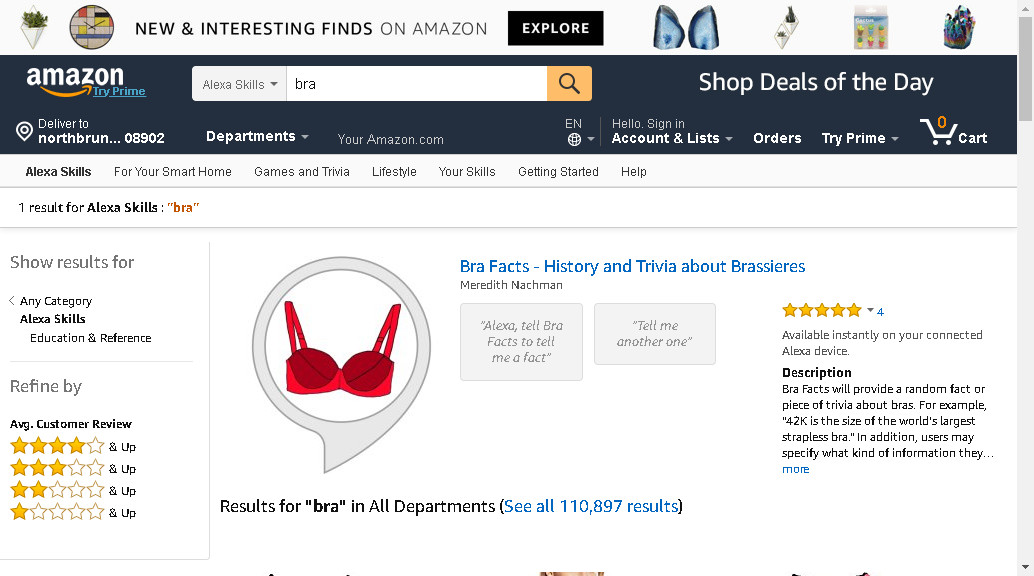 NEW & INTERESTING FINDS ON AMAZON EXPLORE
Cactus
amazon
Try Prime
Alexa Skills bra
Shop Deals of the Day
Deliver to
northbrun... 08902
Departments
Your Amazon.com
EN
Hello. Sign in
Account & Lists
Orders
Try Prime
0
Cart
Alexa Skills For Your Smart Home Games and Trivia Lifestyle Your Skills Getting Started Help
1 result for Alexa Skills : "bra"
Show results for
Any Category
Alexa Skills
Education & Reference
Refine by
Avg. Customer Review
& Up
& Up
& Up
& Up
Bra Facts - History and Trivia about Brassieres
Meredith Nachman
"Alexa, tell Bra
Facts to tell
me a fact"
"Tell me
another one"
4
Available instantly on your connected
Alexa device.
Description
Bra Facts will provide a random fact or
piece of trivia about bras. For example,
"42K is the size of the world's largest
strapless bra." In addition, users may
specify what kind of information they...
more
Results for "bra" in All Departments (See all 110,897 results)